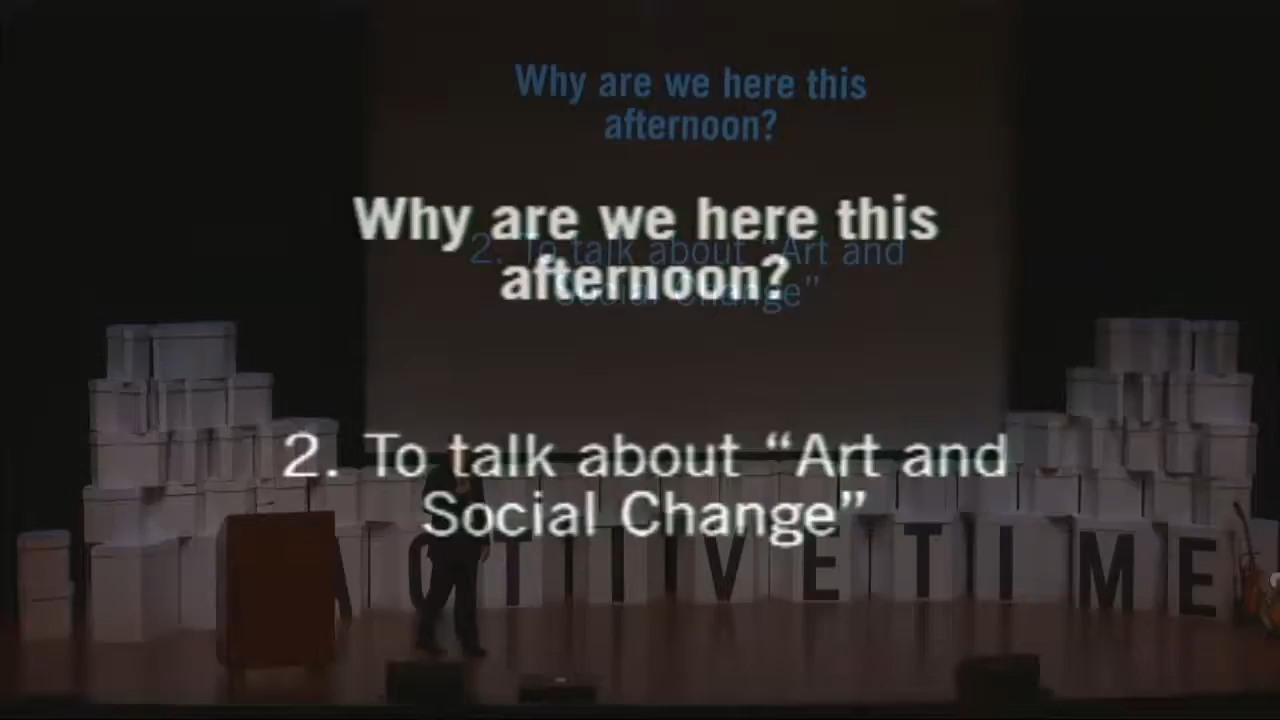 Why are we here this
afternoon?
Why are we here this
afternoon?
2. To talk about “Art and
Social Change”
2. To talk about “Art and
Social Change”
ACTIVE TIME